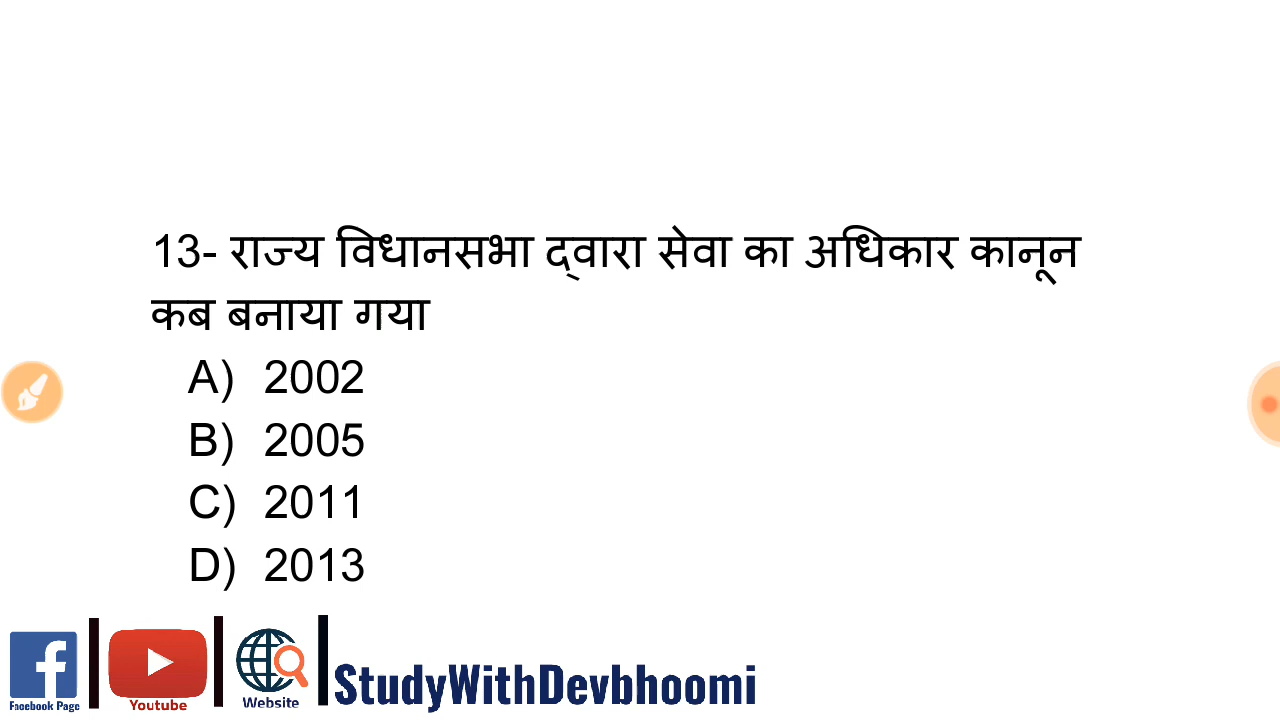 13- राज्य विधानसभा द्वारा सेवा का अधिकार कानून
कब बनाया गया
A) 2002
B) 2005
C) 2011
D) 2013
Facebook Page
Youtube
Website
StudyWithDevbhoomi